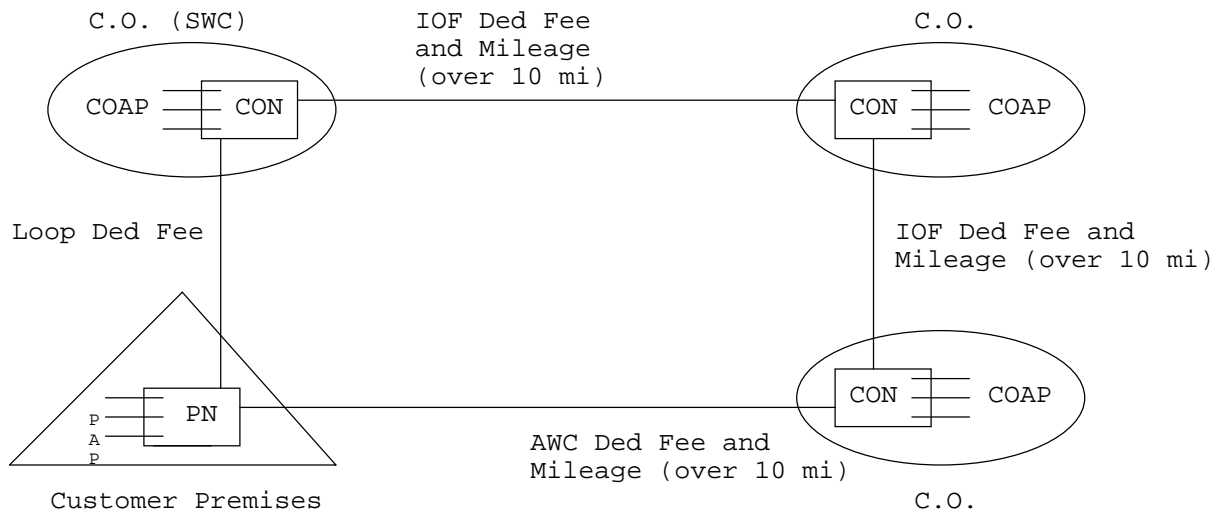 C.O. (SWC)
IOF Ded Fee
and Mileage
(over 10 mi)
C.O.
COAP
CON
CON
COAP
Loop Ded Fee
IOF Ded Fee and
Mileage (over 10 mi)
PN
P
A
P
CON
COAP
AWC Ded Fee and
Mileage (over 10 mi)
Customer Premises
C.O.